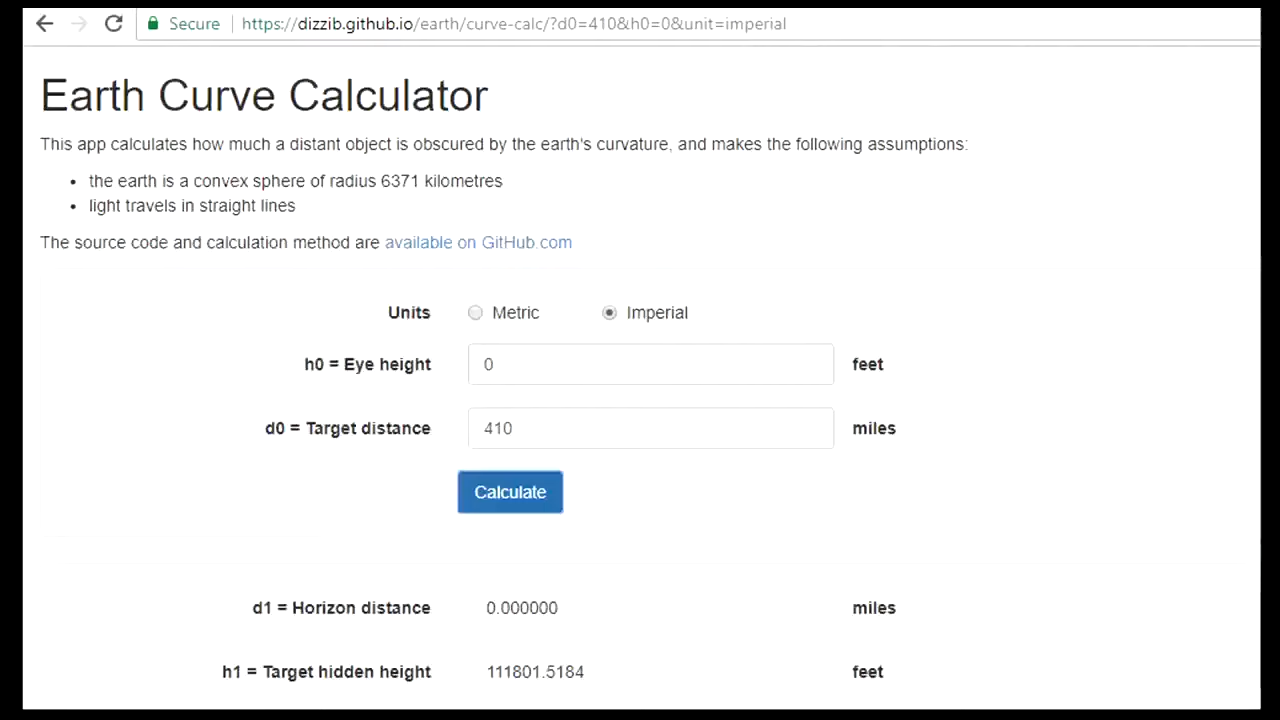 Secure https://dizzib.github.io/earth/curve-calc/?d0=410&h0=0&unit=imperial
Earth Curve Calculator
This app calculates how much a distant object is obscured by the earth's curvature, and makes the following assumptions:
• the earth is a convex sphere of radius 6371 kilometres
• light travels in straight lines
The source code and calculation method are available on GitHub.com
Units Metric Imperial
h0 = Eye height 0 feet
d0 = Target distance 410 miles
Calculate
d1 = Horizon distance 0.000000 miles
h1 = Target hidden height 111801.5184 feet